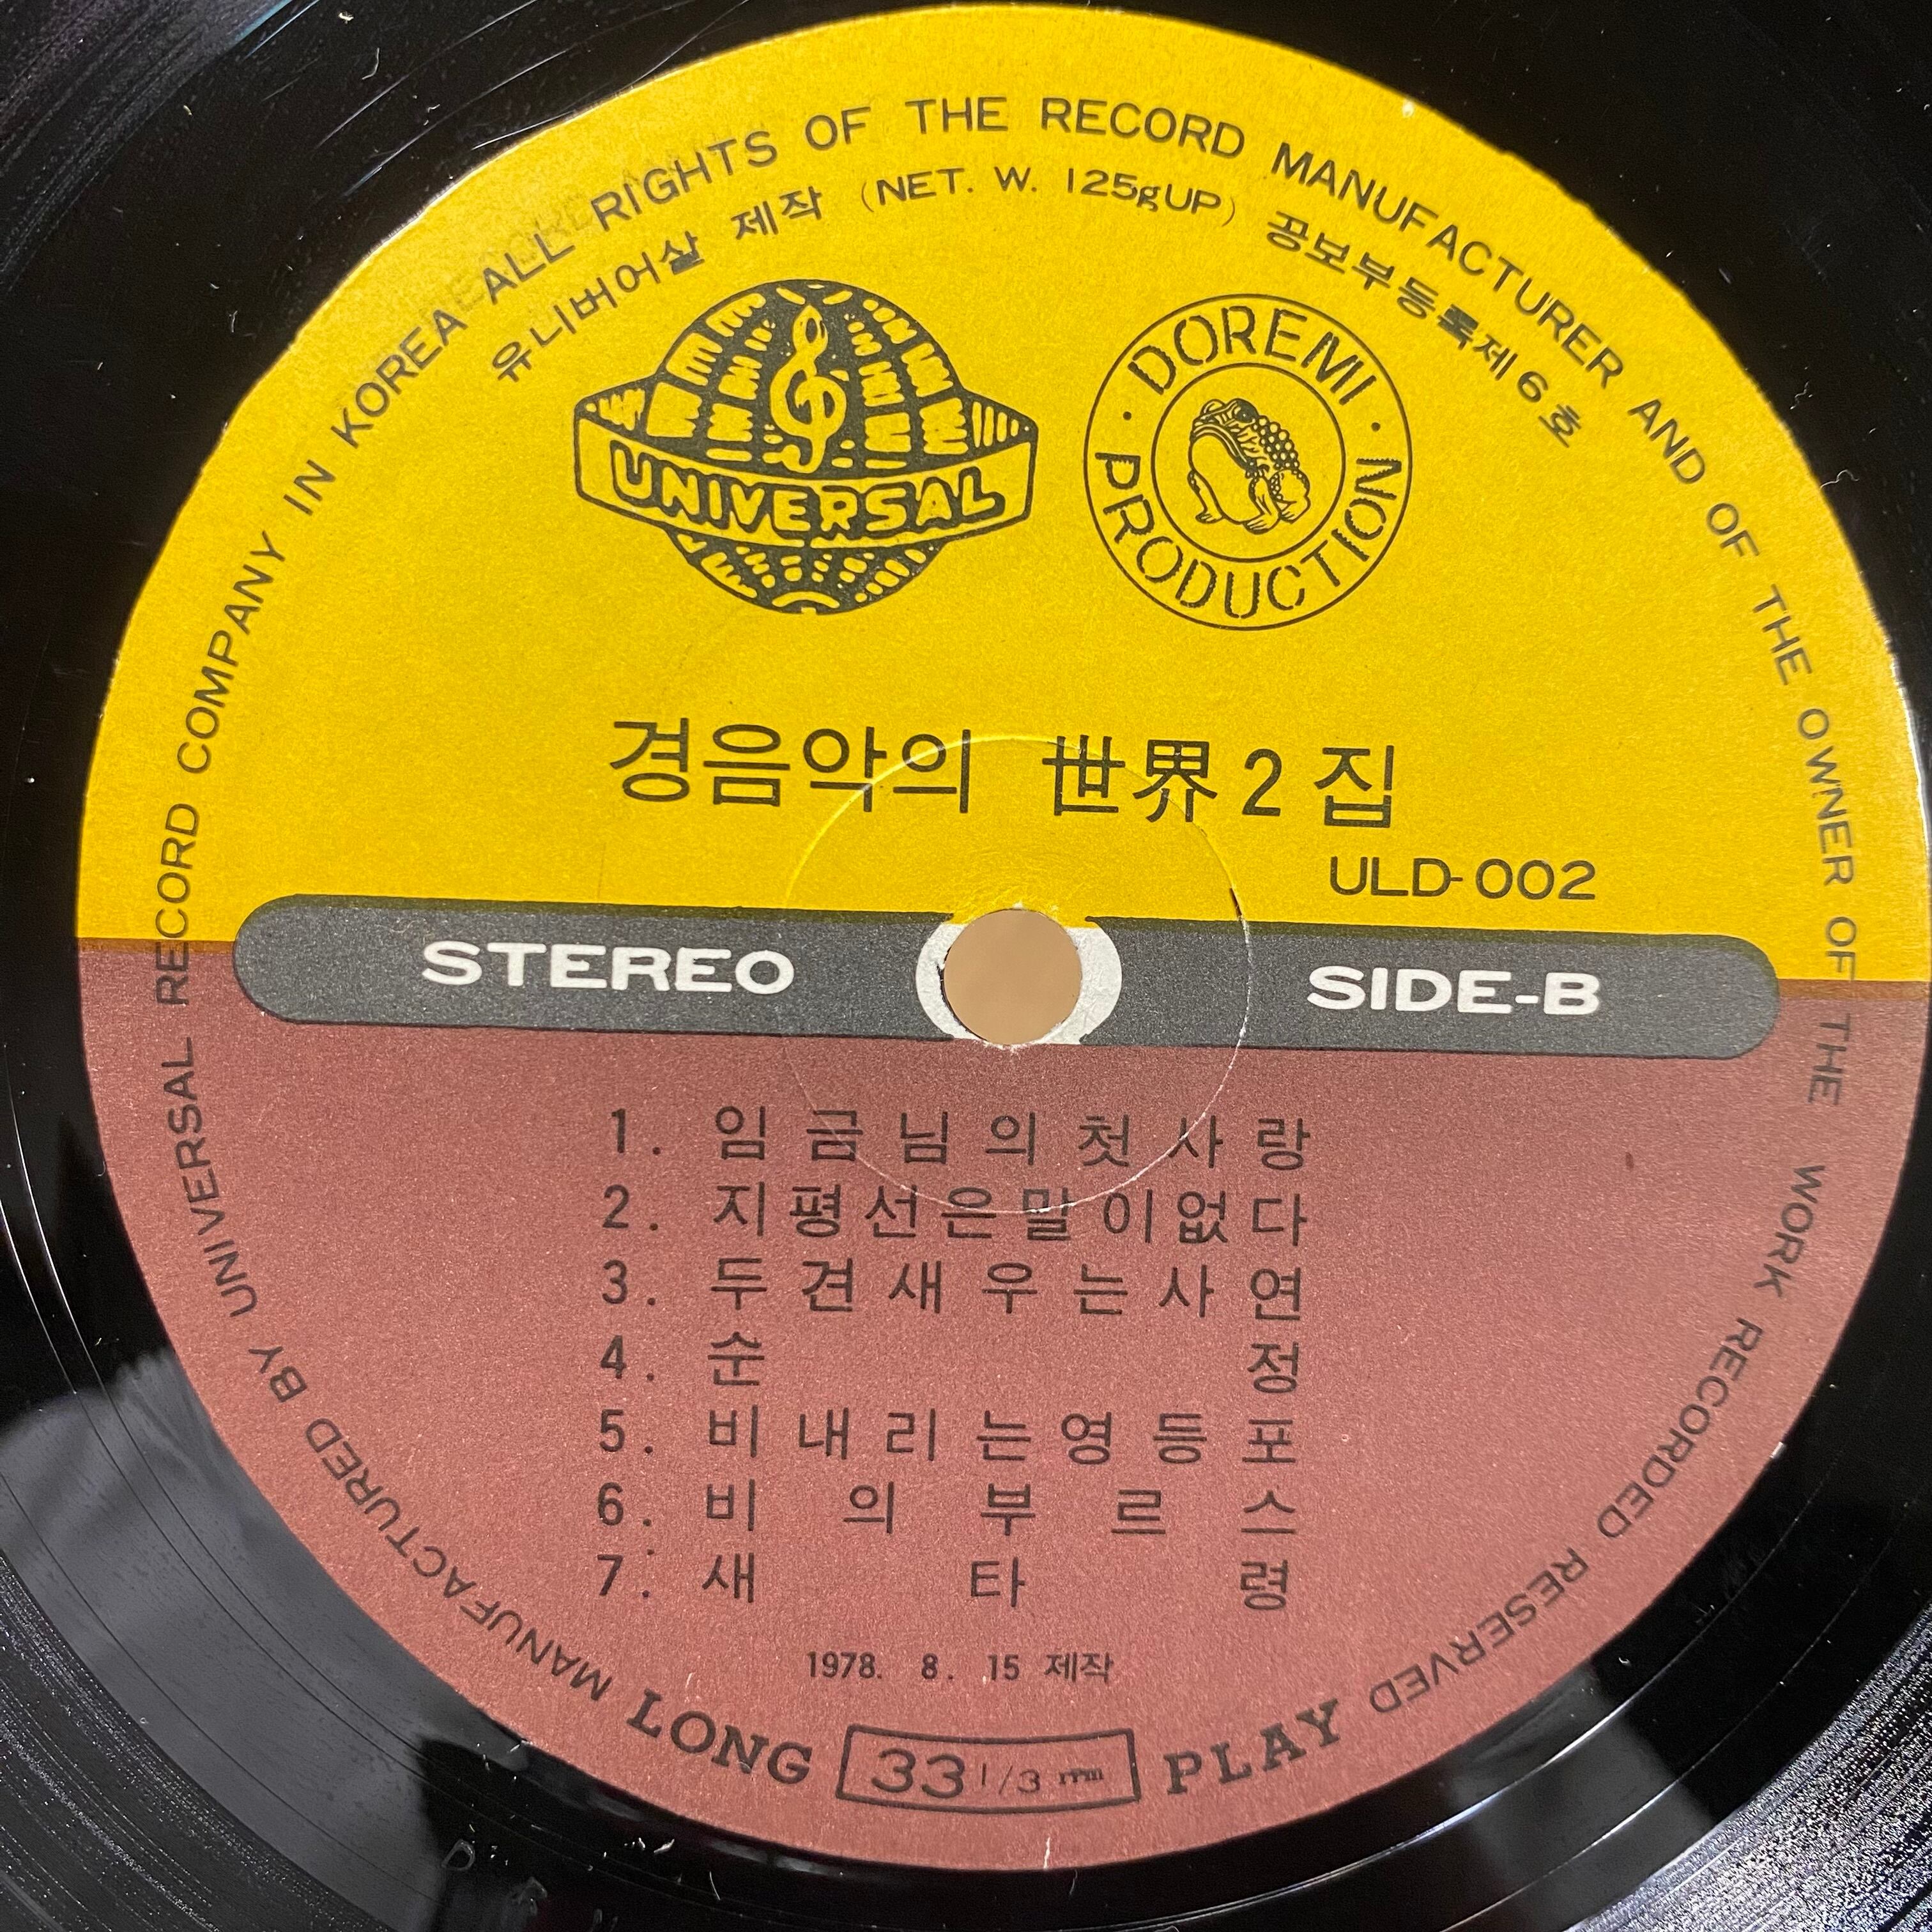 MANUFACTURED BY UNIVERSAL RECORD COMPANY IN KOREA ALL RIGHTS OF THE RECORD MANUFACTURER AND OF THE OWNER OF THE WORK RECORDED RESERVED
유니버어살 제작 (NET. W. 125gUP) 공보부등록제6호
UNIVERSAL
DOREMI PRODUCTION
경음악의 世界2집
ULD-002
STEREO SIDE-B
1. 임금님의첫사랑
2. 지평선은말이없다
3. 두견새우는사연
4. 순정
5. 비내리는영등포
6. 비의부르스
7. 새타령
1978. 8. 15 제작
LONG 33 1/3 rpm PLAY